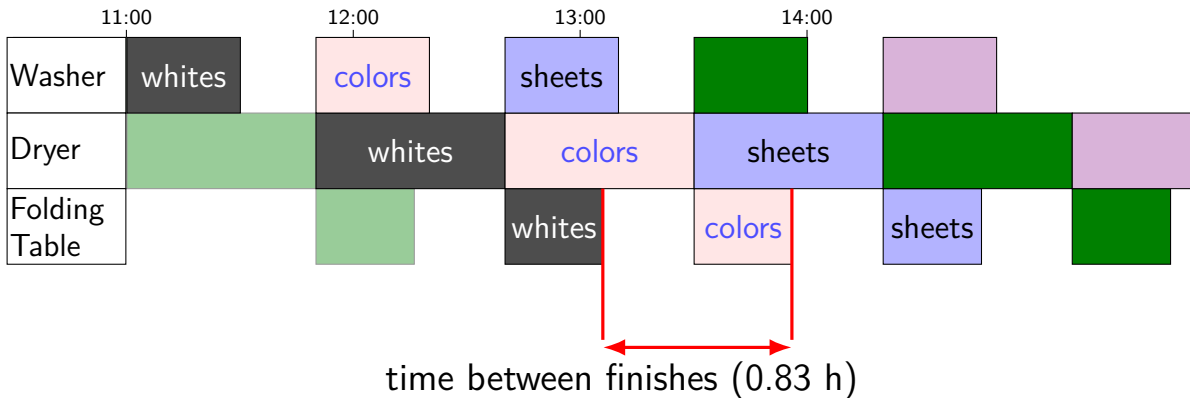 11:00 12:00 13:00 14:00
Washer whites colors sheets
Dryer whites colors sheets
Folding
Table whites colors sheets
time between finishes (0.83 h)